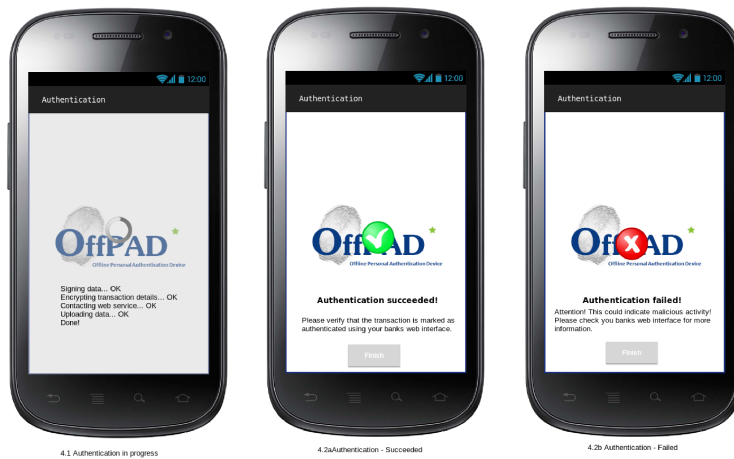 12:00
Authentication
OffPAD
Offline Personal Authentication Device
Signing data... OK
Encrypting transaction details... OK
Contacting web service... OK
Uploading data... OK
Done!
4.1 Authentication in progress
12:00
Authentication
OffPAD
Offline Personal Authentication Device
Authentication succeeded!
Please verify that the transaction is marked as
authenticated using your banks web interface.
Finish
4.2aAuthentication - Succeeded
12:00
Authentication
OffPAD
Offline Personal Authentication Device
Authentication failed!
Attention! This could indicate malicious activity!
Please check you banks web interface for more
information.
Finish
4.2b Authentication - Failed